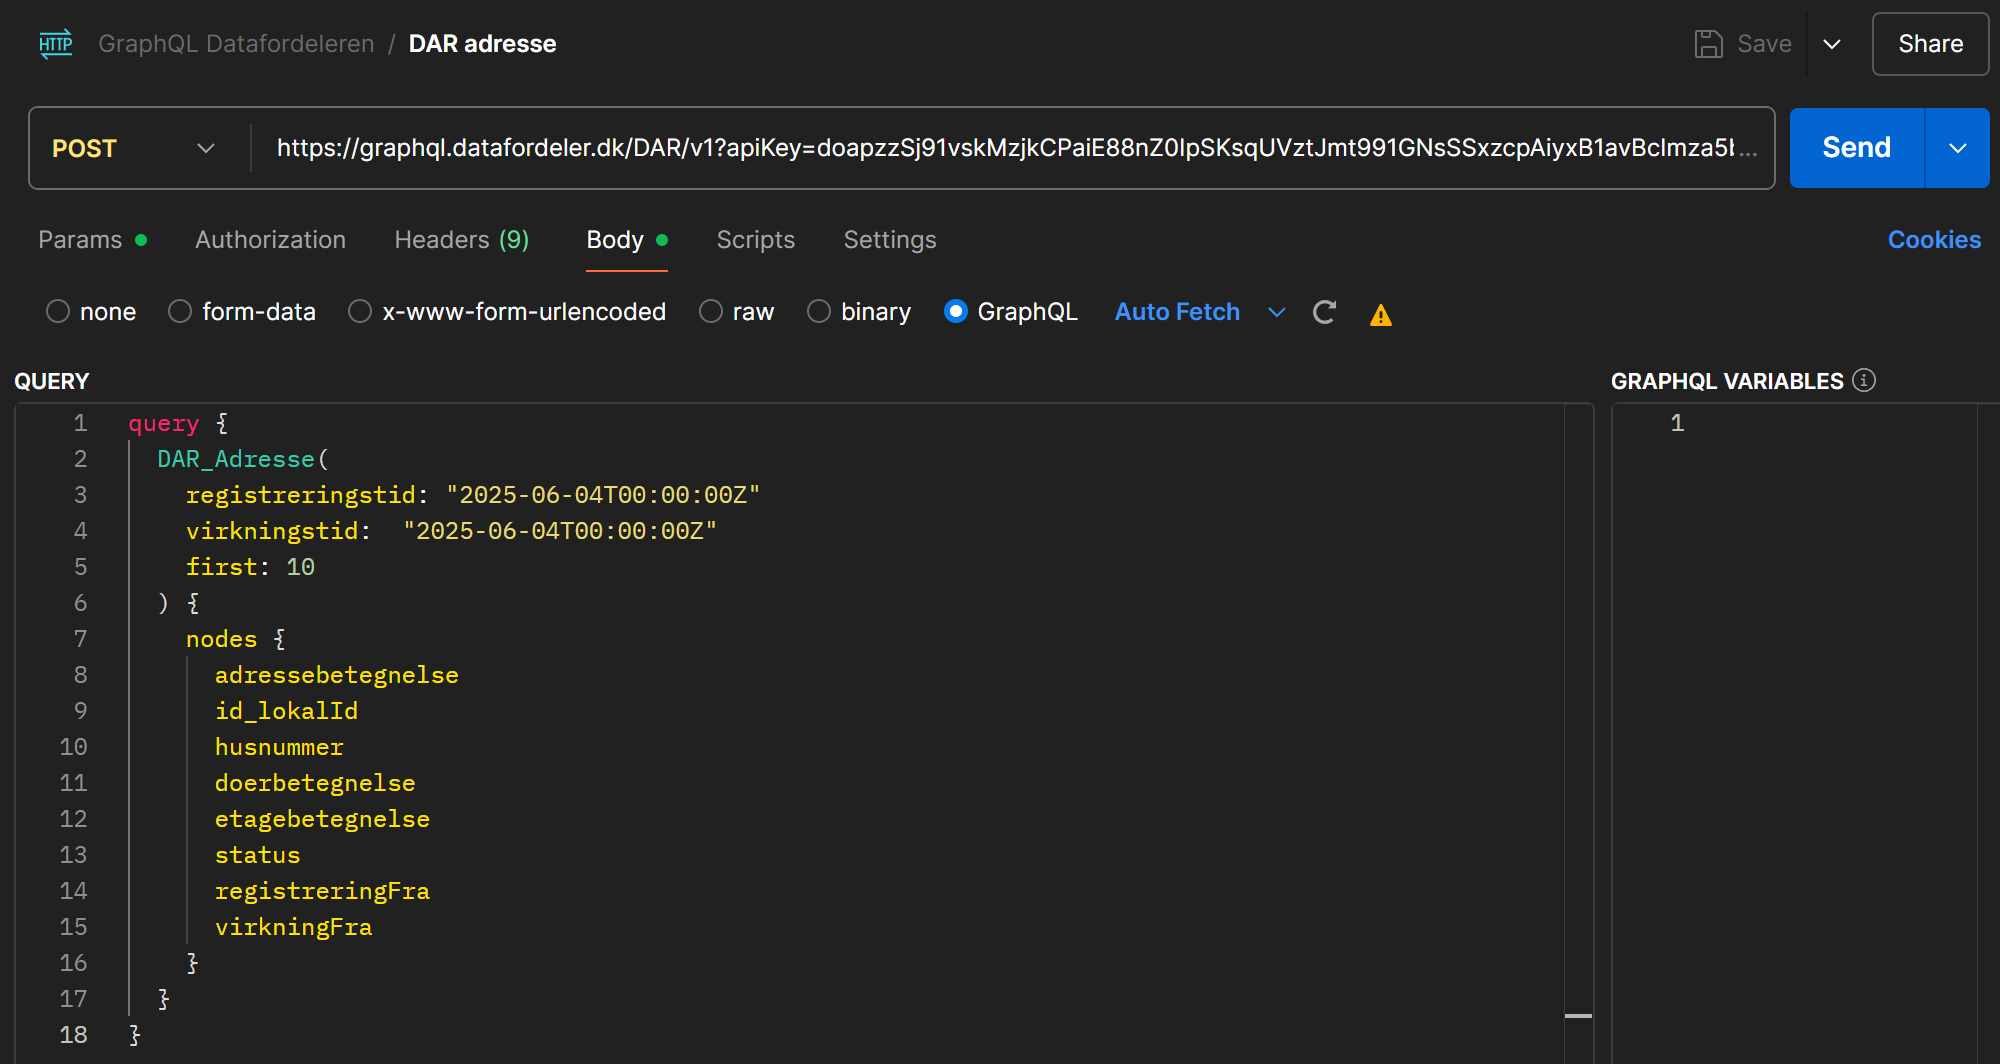 HTTP GraphQL Datafordeleren / DAR adresse Save Share
POST https://graphql.datafordeler.dk/DAR/v1?apiKey=doapzzSj91vskMzjkCPaiE88nZ0IpSKsqUVztJmt991GNsSSxzcpAiyxB1avBclmza5b... Send
Params Authorization Headers (9) Body Scripts Settings Cookies
none form-data x-www-form-urlencoded raw binary GraphQL Auto Fetch
QUERY GRAPHQL VARIABLES
1 query { 1
2 DAR_Adresse(
3 registreringstid: "2025-06-04T00:00:00Z"
4 virkningstid: "2025-06-04T00:00:00Z"
5 first: 10
6 ) {
7 nodes {
8 adressebetegnelse
9 id_lokalId
10 husnummer
11 doerbetegnelse
12 etagebetegnelse
13 status
14 registreringFra
15 virkningFra
16 }
17 }
18 }